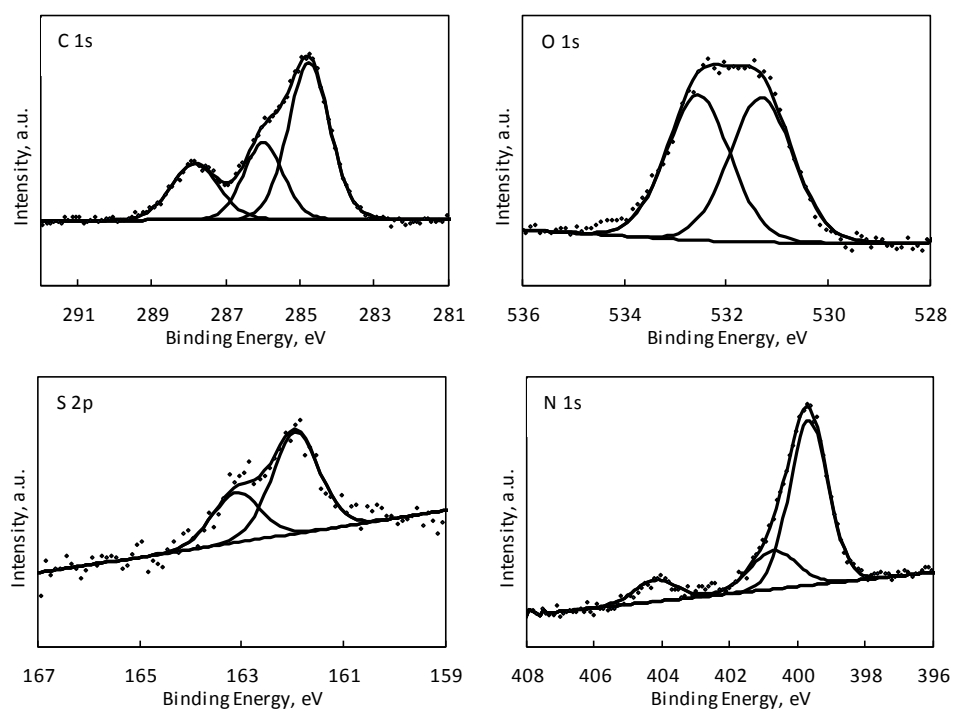 C 1s
Intensity, a.u.
291 289 287 285 283 281
Binding Energy, eV
O 1s
Intensity, a.u.
536 534 532 530 528
Binding Energy, eV
S 2p
Intensity, a.u.
167 165 163 161 159
Binding Energy, eV
N 1s
Intensity, a.u.
408 406 404 402 400 398 396
Binding Energy, eV